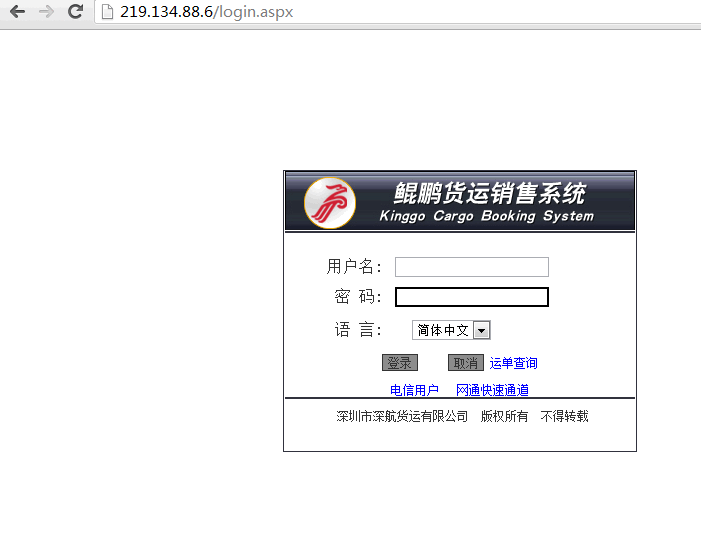 219.134.88.6/login.aspx
鲲鹏货运销售系统
Kinggo Cargo Booking System
用户名：
密 码：
语 言： 简体中文
登录 取消 运单查询
电信用户 网通快速通道
深圳市深航货运有限公司 版权所有 不得转载